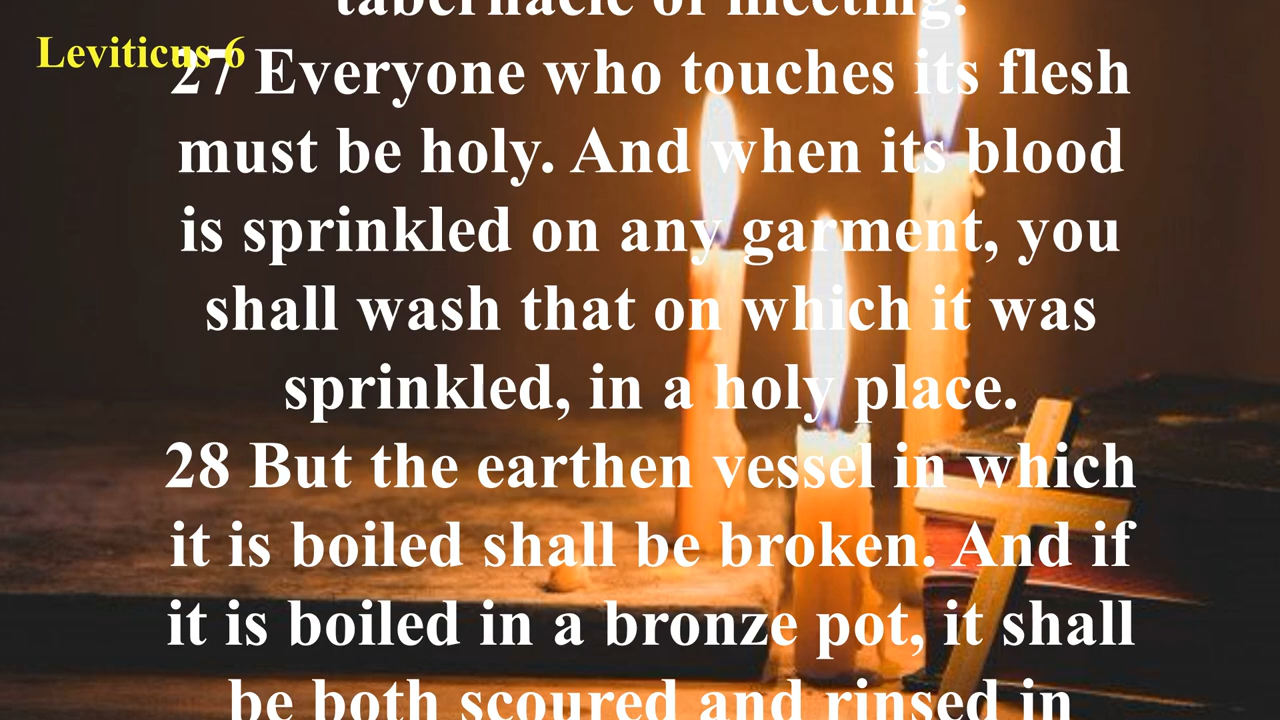 tabernacle of meeting.
Leviticus 6
27 Everyone who touches its flesh
must be holy. And when its blood
is sprinkled on any garment, you
shall wash that on which it was
sprinkled, in a holy place.
28 But the earthen vessel in which
it is boiled shall be broken. And if
it is boiled in a bronze pot, it shall
be both scoured and rinsed in